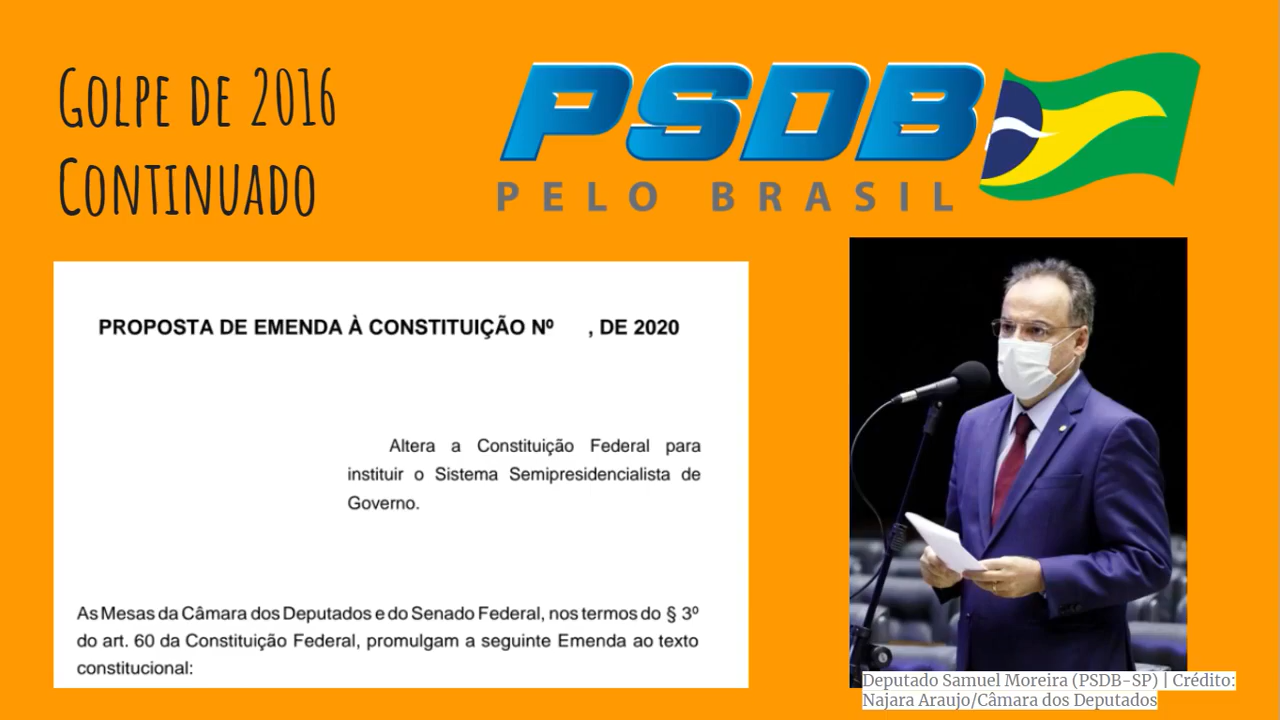 GOLPE DE 2016
CONTINUADO
PSDB
PELO BRASIL
PROPOSTA DE EMENDA À CONSTITUIÇÃO Nº , DE 2020
Altera a Constituição Federal para
instituir o Sistema Semipresidencialista de
Governo.
As Mesas da Câmara dos Deputados e do Senado Federal, nos termos do § 3º
do art. 60 da Constituição Federal, promulgam a seguinte Emenda ao texto
constitucional:
Deputado Samuel Moreira (PSDB-SP) | Crédito:
Najara Araujo/Câmara dos Deputados